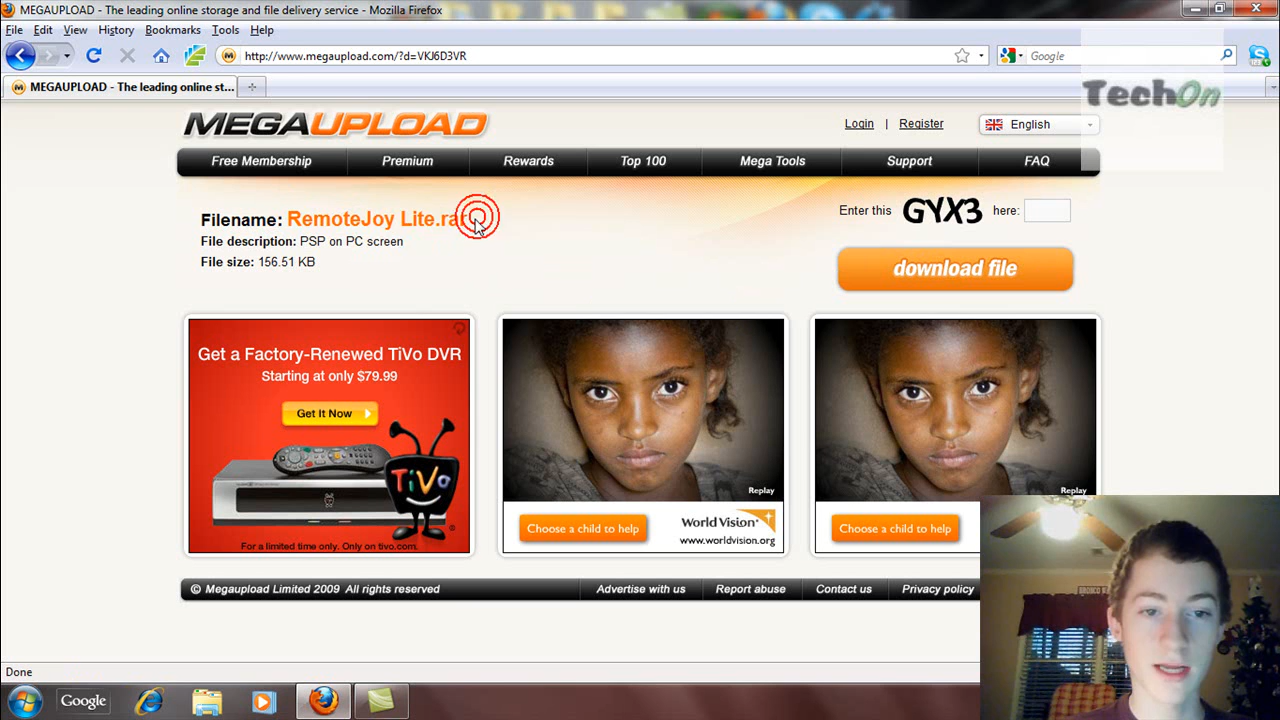 MEGAUPLOAD - The leading online storage and file delivery service - Mozilla Firefox
File Edit View History Bookmarks Tools Help
http://www.megaupload.com/?d=VKJ6D3VR
Google
MEGAUPLOAD - The leading online st...
TechOn
MEGAUPLOAD
Login | Register
English
Free Membership Premium Rewards Top 100 Mega Tools Support FAQ
Filename: RemoteJoy Lite.rar
File description: PSP on PC screen
File size: 156.51 KB
Enter this GYX3 here:
download file
Get a Factory-Renewed TiVo DVR
Starting at only $79.99
Get It Now
TiVo
For a limited time only. Only on tivo.com.
Replay
Choose a child to help
World Vision
www.worldvision.org
Replay
Choose a child to help
© Megaupload Limited 2009 All rights reserved
Advertise with us Report abuse Contact us Privacy policy
Done
Google